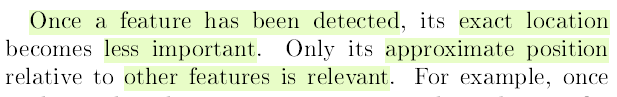 Once a feature has been detected, its exact location
becomes less important. Only its approximate position
relative to other features is relevant. For example, once